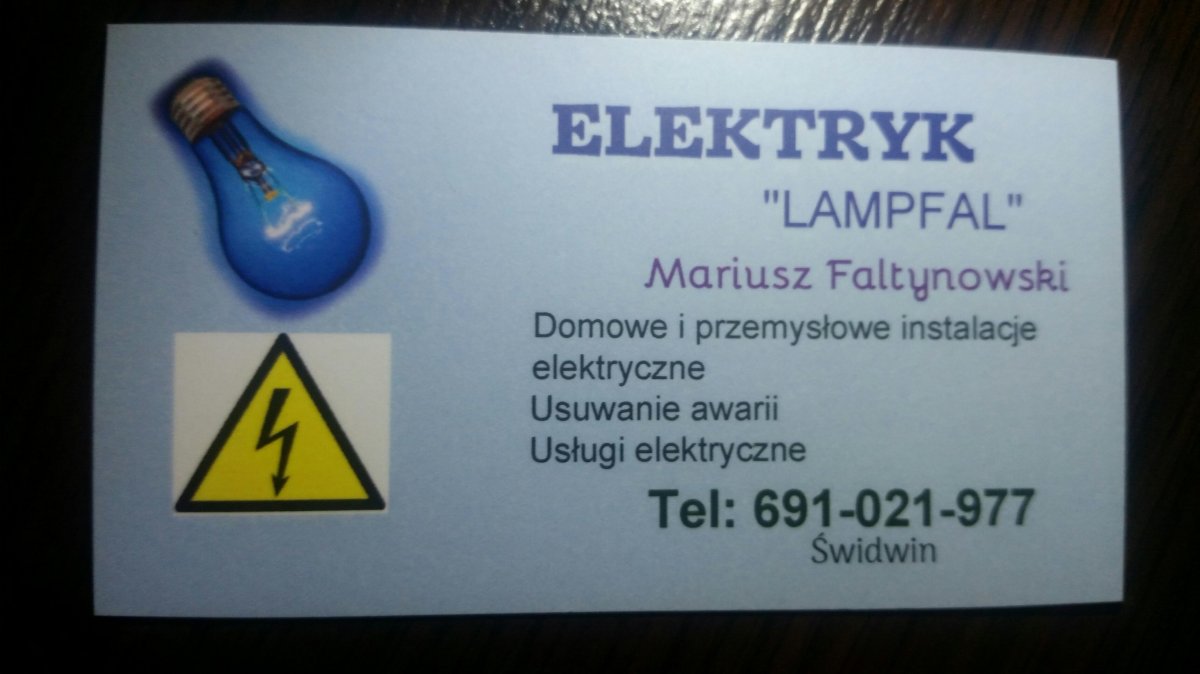 ELEKTRYK
"LAMPFAL"
Mariusz Faltynowski
Domowe i przemysłowe instalacje
elektryczne
Usuwanie awarii
Usługi elektryczne
Tel: 691-021-977
Świdwin